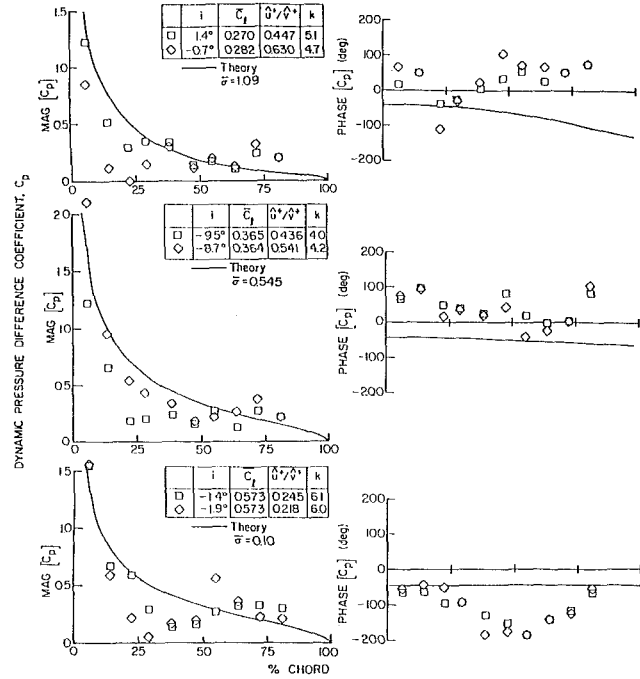 DYNAMIC PRESSURE DIFFERENCE COEFFICIENT, Cp
i C̄ℓ û⁺/v̂⁺ k
□ 1.4° 0.270 0.447 5.1
◇ -0.7° 0.282 0.630 4.7
Theory
σ̄=1.09
MAG [Cp]
1.5
1.0
0.5
0
0 25 50 75 100
PHASE [Cp] (deg)
200
100
0
-100
-200
i C̄ℓ û⁺/v̂⁺ k
□ -9.5° 0.365 0.436 4.0
◇ -8.7° 0.364 0.541 4.2
Theory
σ̄=0.545
MAG [Cp]
2.0
1.5
1.0
0.5
0
0 25 50 75 100
PHASE [Cp] (deg)
200
100
0
-100
-200
i C̄ℓ û⁺/v̂⁺ k
□ -1.4° 0.573 0.245 6.1
◇ -1.9° 0.573 0.218 6.0
Theory
σ̄=0.10
MAG [Cp]
1.5
1.0
0.5
0
0 25 50 75 100
% CHORD
PHASE [Cp] (deg)
200
100
0
-100
-200